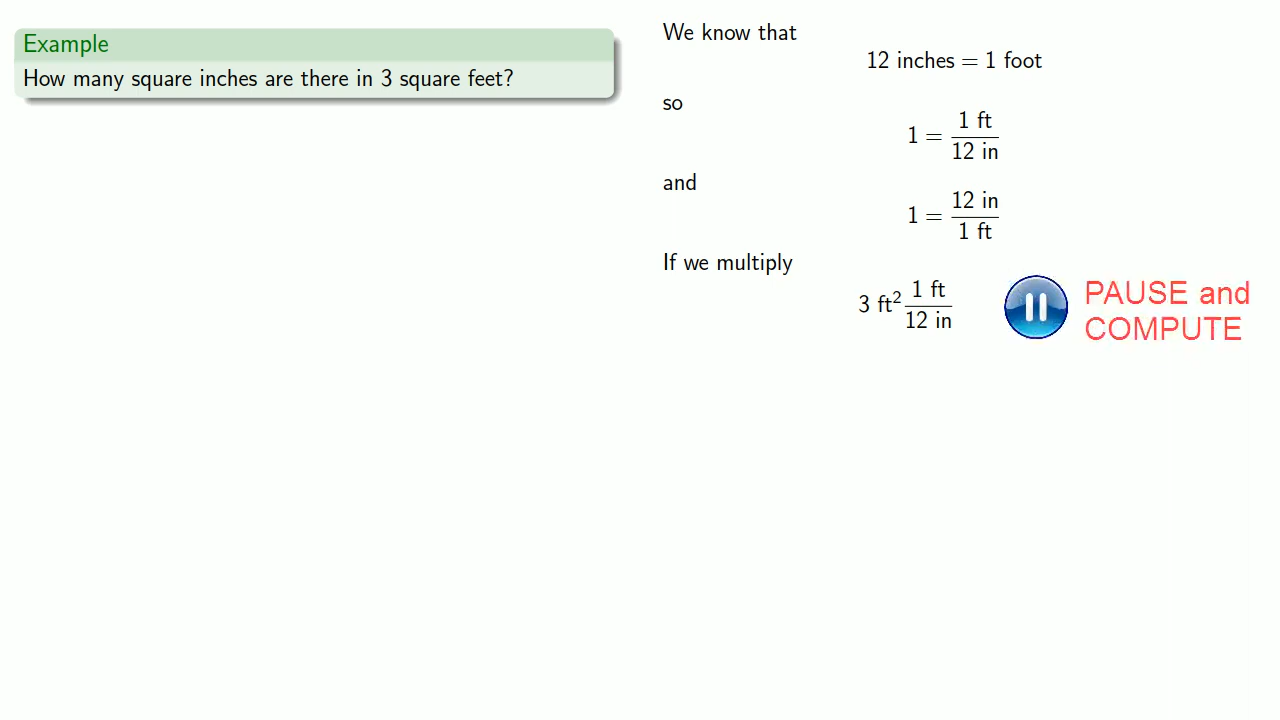 Example
How many square inches are there in 3 square feet?
We know that
12 inches = 1 foot
so
1 = 1 ft / 12 in
and
1 = 12 in / 1 ft
If we multiply
3 ft² 1 ft / 12 in
PAUSE and
COMPUTE